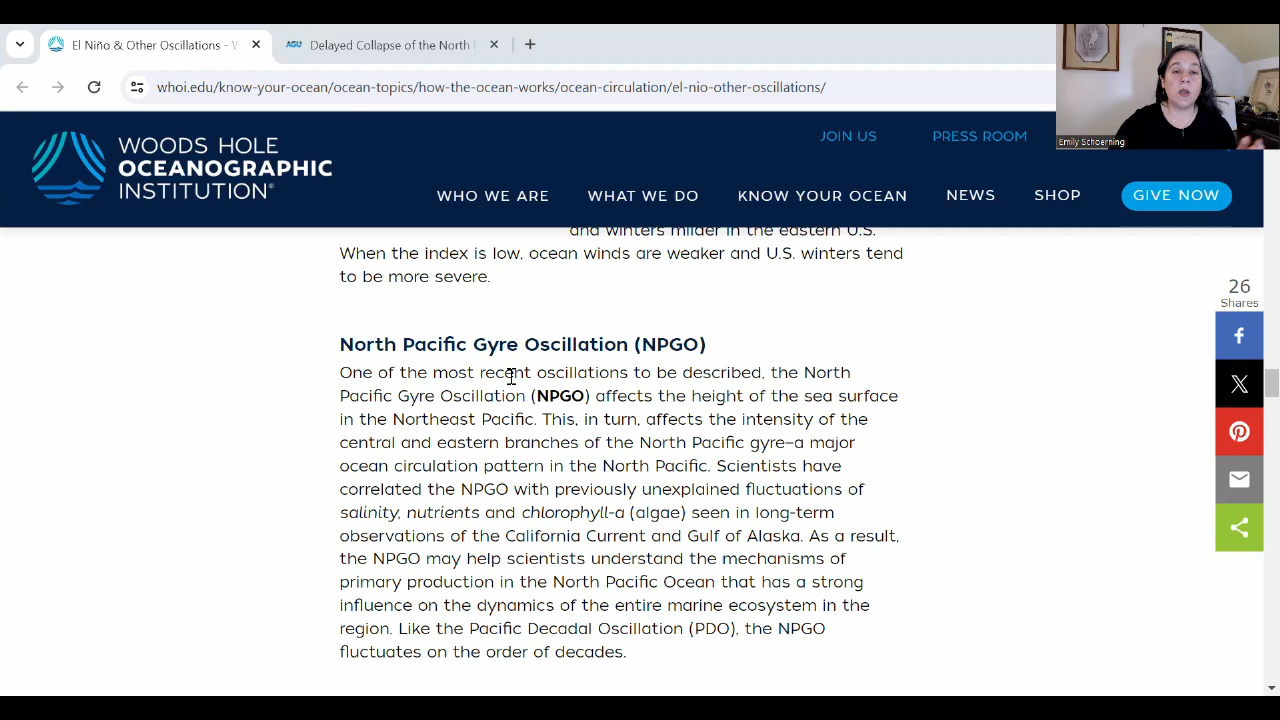 El Niño & Other Oscillations - W
AGU
Delayed Collapse of the North
whoi.edu/know-your-ocean/ocean-topics/how-the-ocean-works/ocean-circulation/el-nio-other-oscillations/
Emily Schoerning
WOODS HOLE
OCEANOGRAPHIC
INSTITUTION®
JOIN US
PRESS ROOM
WHO WE ARE
WHAT WE DO
KNOW YOUR OCEAN
NEWS
SHOP
GIVE NOW
and winters milder in the eastern U.S.
When the index is low, ocean winds are weaker and U.S. winters tend
to be more severe.
North Pacific Gyre Oscillation (NPGO)
One of the most recent oscillations to be described, the North
Pacific Gyre Oscillation (NPGO) affects the height of the sea surface
in the Northeast Pacific. This, in turn, affects the intensity of the
central and eastern branches of the North Pacific gyre–a major
ocean circulation pattern in the North Pacific. Scientists have
correlated the NPGO with previously unexplained fluctuations of
salinity, nutrients and chlorophyll-a (algae) seen in long-term
observations of the California Current and Gulf of Alaska. As a result,
the NPGO may help scientists understand the mechanisms of
primary production in the North Pacific Ocean that has a strong
influence on the dynamics of the entire marine ecosystem in the
region. Like the Pacific Decadal Oscillation (PDO), the NPGO
fluctuates on the order of decades.
26
Shares